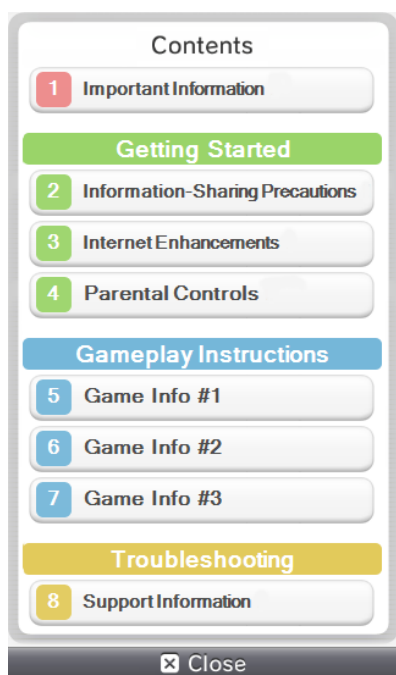 Contents
1 Important Information
Getting Started
2 Information-Sharing Precautions
3 Internet Enhancements
4 Parental Controls
Gameplay Instructions
5 Game Info #1
6 Game Info #2
7 Game Info #3
Troubleshooting
8 Support Information
Close